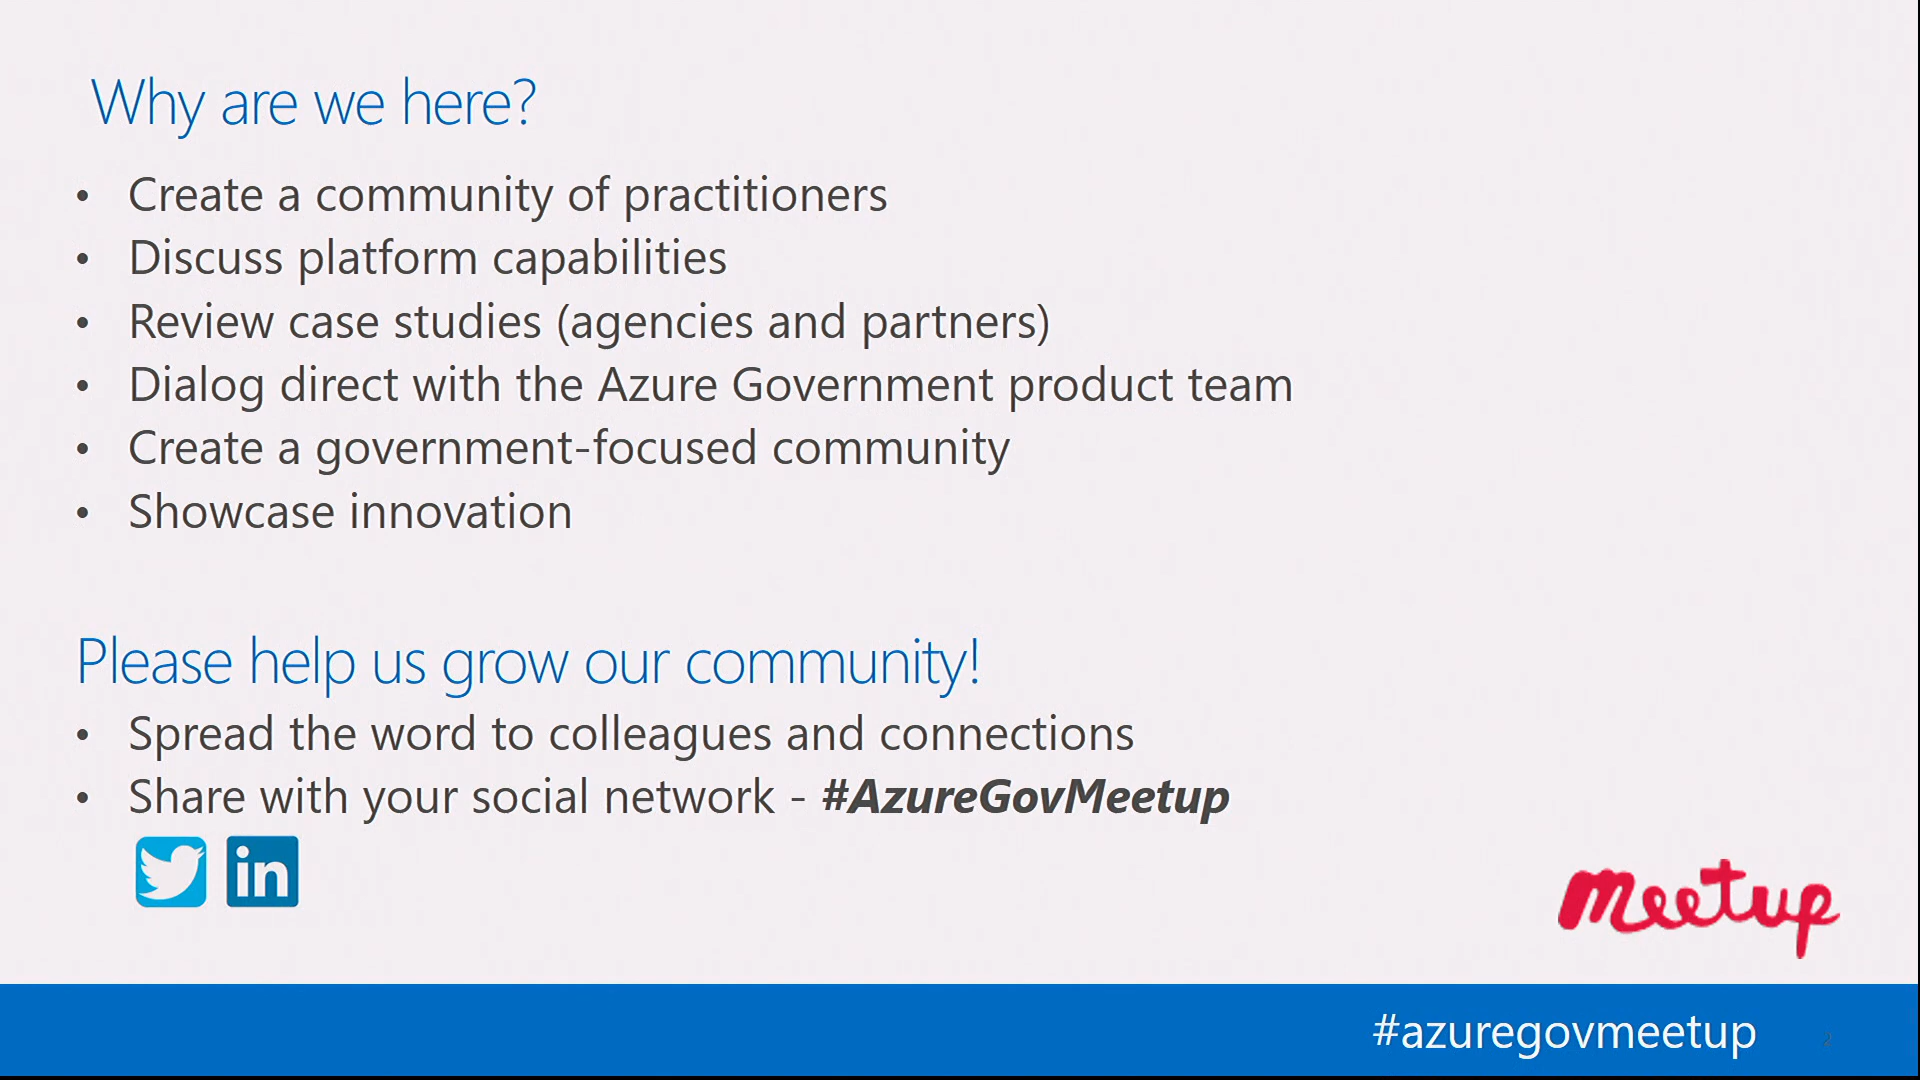 Why are we here?
• Create a community of practitioners
• Discuss platform capabilities
• Review case studies (agencies and partners)
• Dialog direct with the Azure Government product team
• Create a government-focused community
• Showcase innovation
Please help us grow our community!
• Spread the word to colleagues and connections
• Share with your social network - #AzureGovMeetup
in
meetup
#azuregovmeetup
2